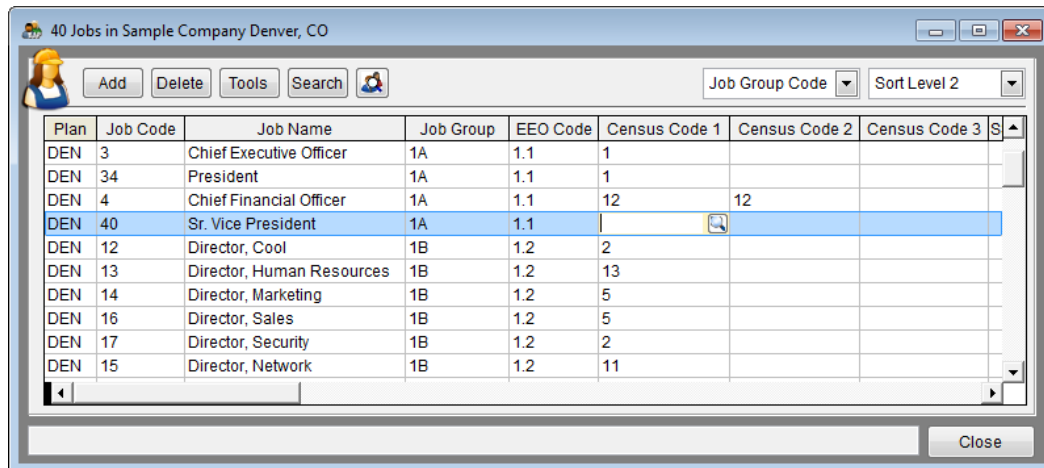 40 Jobs in Sample Company Denver, CO
Add Delete Tools Search Job Group Code Sort Level 2
Plan Job Code Job Name Job Group EEO Code Census Code 1 Census Code 2 Census Code 3 S
DEN 3 Chief Executive Officer 1A 1.1 1
DEN 34 President 1A 1.1 1
DEN 4 Chief Financial Officer 1A 1.1 12 12
DEN 40 Sr. Vice President 1A 1.1
DEN 12 Director, Cool 1B 1.2 2
DEN 13 Director, Human Resources 1B 1.2 13
DEN 14 Director, Marketing 1B 1.2 5
DEN 16 Director, Sales 1B 1.2 5
DEN 17 Director, Security 1B 1.2 2
DEN 15 Director, Network 1B 1.2 11
Close